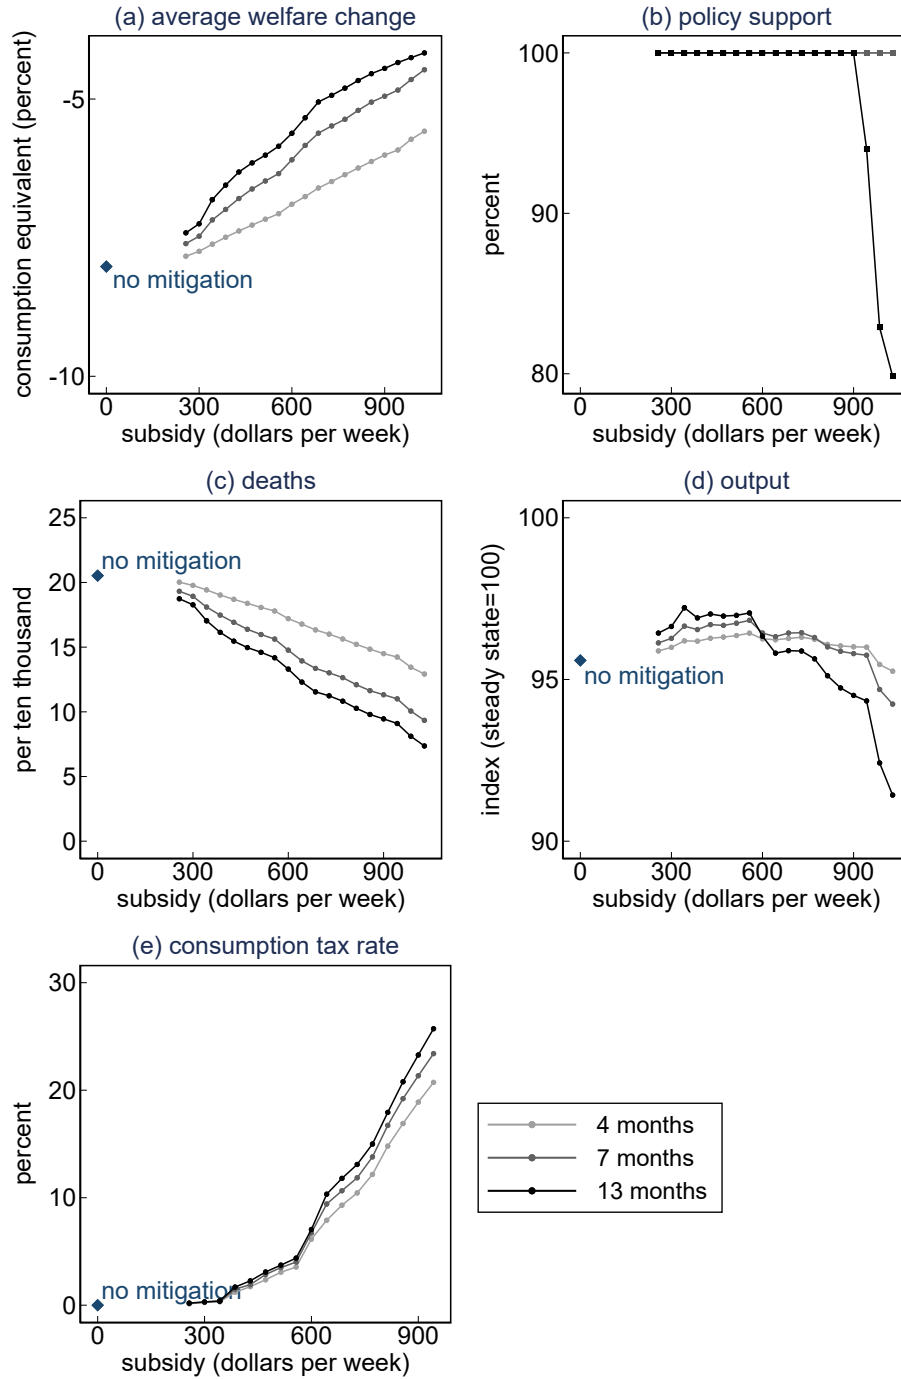 (a) average welfare change
consumption equivalent (percent)
-5
-10
no mitigation
0 300 600 900
subsidy (dollars per week)
(b) policy support
percent
100
90
80
0 300 600 900
subsidy (dollars per week)
(c) deaths
per ten thousand
25
20
15
10
5
0
no mitigation
0 300 600 900
subsidy (dollars per week)
(d) output
index (steady state=100)
100
95
90
no mitigation
0 300 600 900
subsidy (dollars per week)
(e) consumption tax rate
percent
30
20
10
0
no mitigation
0 300 600 900
subsidy (dollars per week)
4 months
7 months
13 months